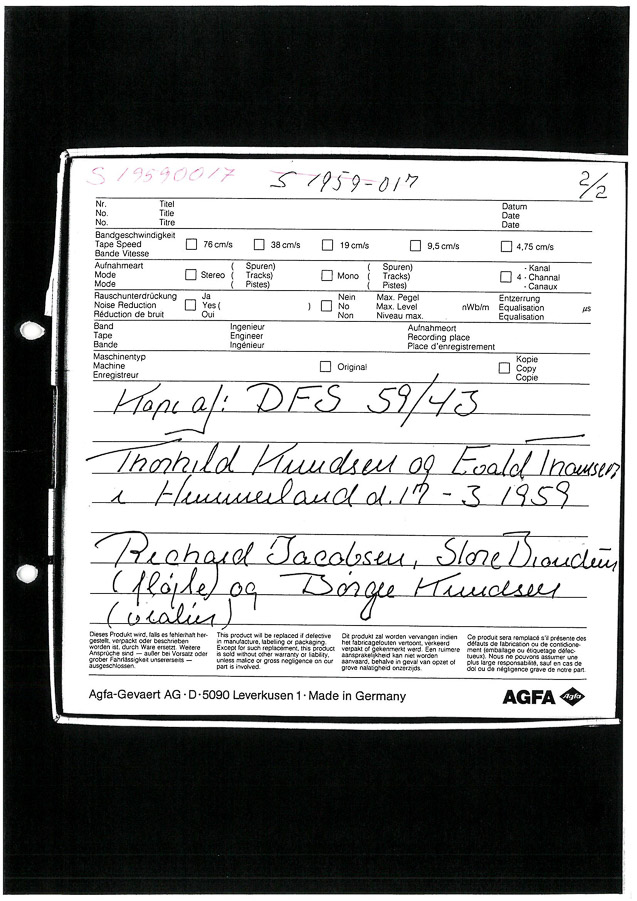 S 19590017 S 1959-017 2/2
Nr. Titel Datum
No. Title Date
No. Titre Date
Bandgeschwindigkeit
Tape Speed 76 cm/s 38 cm/s 19 cm/s 9,5 cm/s 4,75 cm/s
Bande Vitesse
Aufnahmeart ( Spuren) ( Spuren) - Kanal
Mode Stereo ( Tracks) Mono ( Tracks) 4 - Channal
Mode ( Pistes) ( Pistes) - Canaux
Rauschunterdrückung Ja Nein Max. Pegel Entzerrung
Noise Reduction Yes ( ) No Max. Level nWb/m Equalisation µs
Réduction de bruit Oui Non Niveau max. Equalisation
Band Ingenieur Aufnahmeort
Tape Engineer Recording place
Bande Ingénieur Place d'enregistrement
Maschinentyp Kopie
Machine Original Copy
Enregistreur Copie
Kopi af: DFS 59/43
Thorkild Knudsen og Evald Thomsen
i Himmerland d. 17 - 3 1959
Richard Jacobsen, Store Brøndum
(fløjte) og Børge Knudsen
(violin)
Dieses Produkt wird, falls es fehlerhaft hergestellt, verpackt oder beschrieben worden ist, durch Ware ersetzt. Weitere Ansprüche sind — außer bei Vorsatz oder grober Fahrlässigkeit unsererseits — ausgeschlossen.
This product will be replaced if defective in manufacture, labeling or packaging. Except for such replacement, this product is sold without other warranty or liability, unless malice or gross negligence on our part is involved.
Dit produkt zal worden vervangen indien het fabricagefouten vertoont, verkeerd verpakt of gekenmerkt werd. Een ruimere aansprakelijkheid kan niet worden aanvaard, behalve in geval van opzet of grove nalatigheid onzerzijds.
Ce produit sera remplacé s'il présente des défauts de fabrication ou de conditionnement (emballage ou étiquetage défectueux). Nous ne pouvons assumer une plus large responsabilité, sauf en cas de dol ou de négligence grave de notre part.
Agfa-Gevaert AG · D-5090 Leverkusen 1 · Made in Germany AGFA Agfa